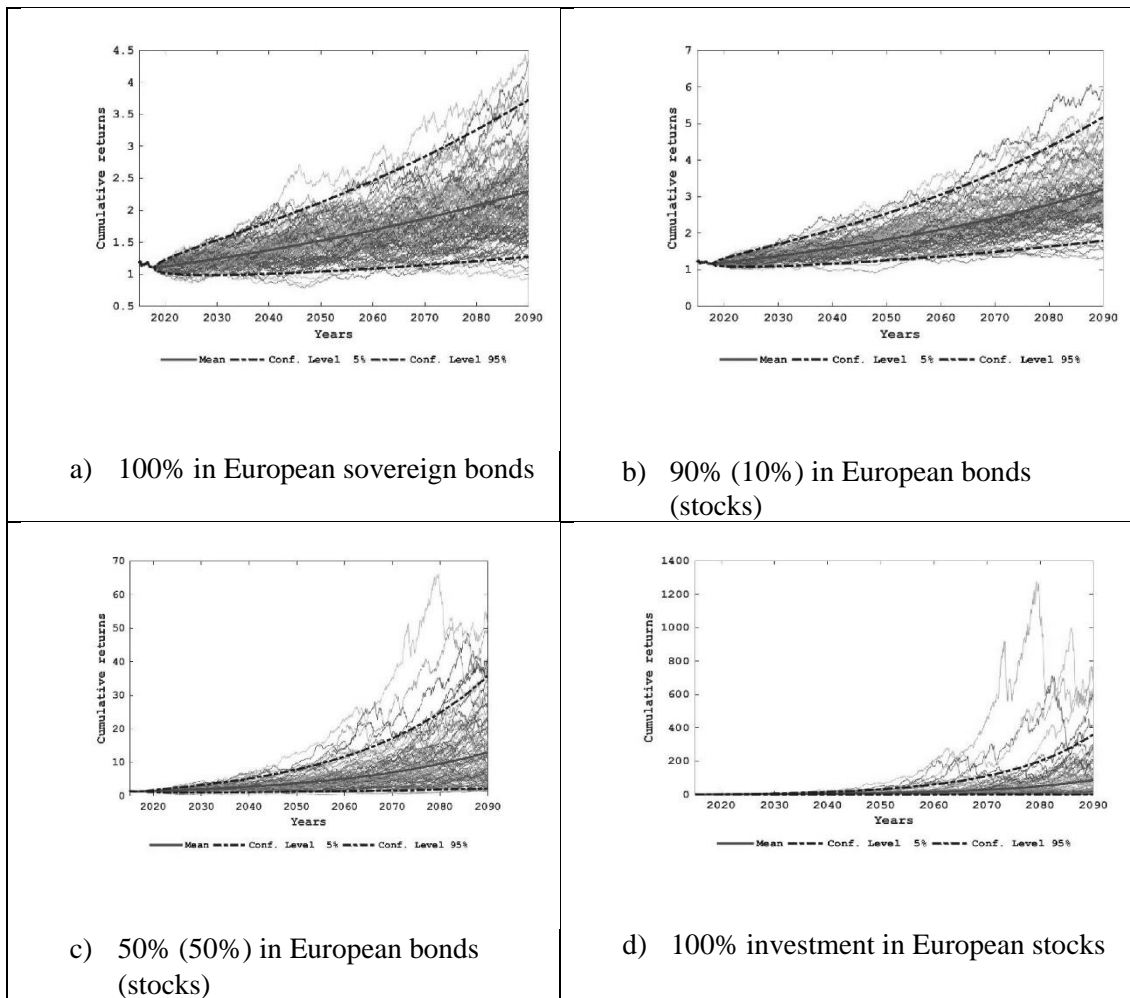 4.5
4
3.5
3
2.5
2
1.5
1
0.5
Cumulative returns
2020 2030 2040 2050 2060 2070 2080 2090
Years
Mean Conf. Level 5% Conf. Level 95%
a) 100% in European sovereign bonds
7
6
5
4
3
2
1
0
Cumulative returns
2020 2030 2040 2050 2060 2070 2080 2090
Years
Mean Conf. Level 5% Conf. Level 95%
b) 90% (10%) in European bonds
(stocks)
70
60
50
40
30
20
10
0
Cumulative returns
2020 2030 2040 2050 2060 2070 2080 2090
Years
Mean Conf. Level 5% Conf. Level 95%
c) 50% (50%) in European bonds
(stocks)
1400
1200
1000
800
600
400
200
0
Cumulative returns
2020 2030 2040 2050 2060 2070 2080 2090
Years
Mean Conf. Level 5% Conf. Level 95%
d) 100% investment in European stocks